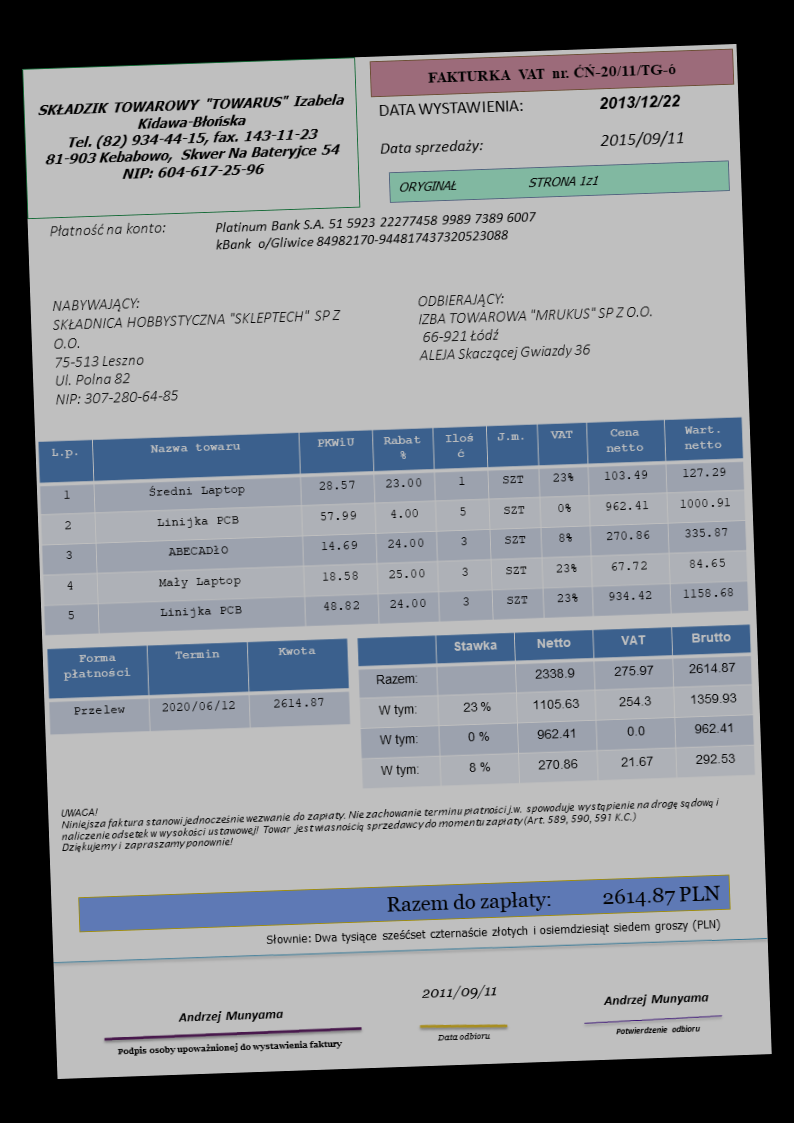 SKŁADZIK TOWAROWY "TOWARUS" Izabela
Kidawa-Błońska
Tel. (82) 934-44-15, fax. 143-11-23
81-903 Kebabowo, Skwer Na Bateryjce 54
NIP: 604-617-25-96
FAKTURKA VAT nr. ĆŃ-20/11/TG-ó
DATA WYSTAWIENIA: 2013/12/22
Data sprzedaży: 2015/09/11
ORYGINAŁ STRONA 1z1
Płatność na konto: Platinum Bank S.A. 51 5923 22277458 9989 7389 6007
kBank o/Gliwice 84982170-944817437320523088
NABYWAJĄCY:
SKŁADNICA HOBBYSTYCZNA "SKLEPTECH" SP Z
O.O.
75-513 Leszno
Ul. Polna 82
NIP: 307-280-64-85
ODBIERAJĄCY:
IZBA TOWAROWA "MRUKUS" SP Z O.O.
66-921 Łódź
ALEJA Skaczącej Gwiazdy 36
L.p. Nazwa towaru PKWiU Rabat % Iloś ć J.m. VAT Cena netto Wart. netto
1 Średni Laptop 28.57 23.00 1 SZT 23% 103.49 127.29
2 Linijka PCB 57.99 4.00 5 SZT 0% 962.41 1000.91
3 ABECADŁO 14.69 24.00 3 SZT 8% 270.86 335.87
4 Mały Laptop 18.58 25.00 3 SZT 23% 67.72 84.65
5 Linijka PCB 48.82 24.00 3 SZT 23% 934.42 1158.68
Forma płatności Termin Kwota
Przelew 2020/06/12 2614.87
Stawka Netto VAT Brutto
Razem: 2338.9 275.97 2614.87
W tym: 23 % 1105.63 254.3 1359.93
W tym: 0 % 962.41 0.0 962.41
W tym: 8 % 270.86 21.67 292.53
UWAGA!
Niniejsza faktura stanowi jednocześnie wezwanie do zapłaty. Nie zachowanie terminu płatności j.w. spowoduje wystąpienie na drogę sądową i
naliczenie odsetek w wysokości ustawowej! Towar jest własnością sprzedawcy do momentu zapłaty (Art. 589, 590, 591 K.C.)
Dziękujemy i zapraszamy ponownie!
Razem do zapłaty: 2614.87 PLN
Słownie: Dwa tysiące sześćset czternaście złotych i osiemdziesiąt siedem groszy (PLN)
Andrzej Munyama
Podpis osoby upoważnionej do wystawienia faktury
2011/09/11
Data odbioru
Andrzej Munyama
Potwierdzenie odbioru